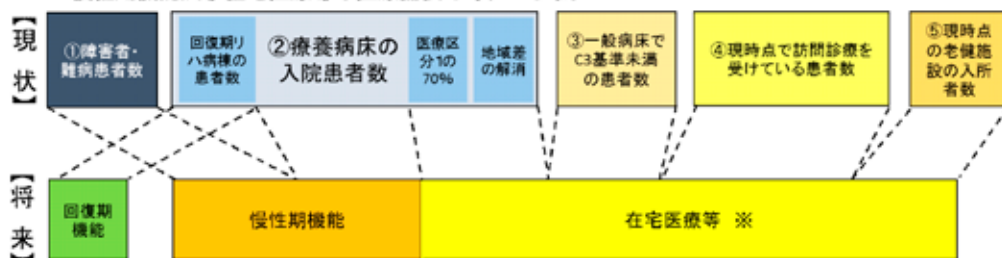 【現状】
①障害者・
難病患者数
回復期リ
ハ病棟の
患者数
②療養病床の
入院患者数
医療区
分1の
70%
地域差
の解消
③一般病床で
C3基準未満
の患者数
④現時点で訪問診療を
受けている患者数
⑤現時点
の老健施
設の入所
者数
【将来】
回復期
機能
慢性期機能
在宅医療等 ※